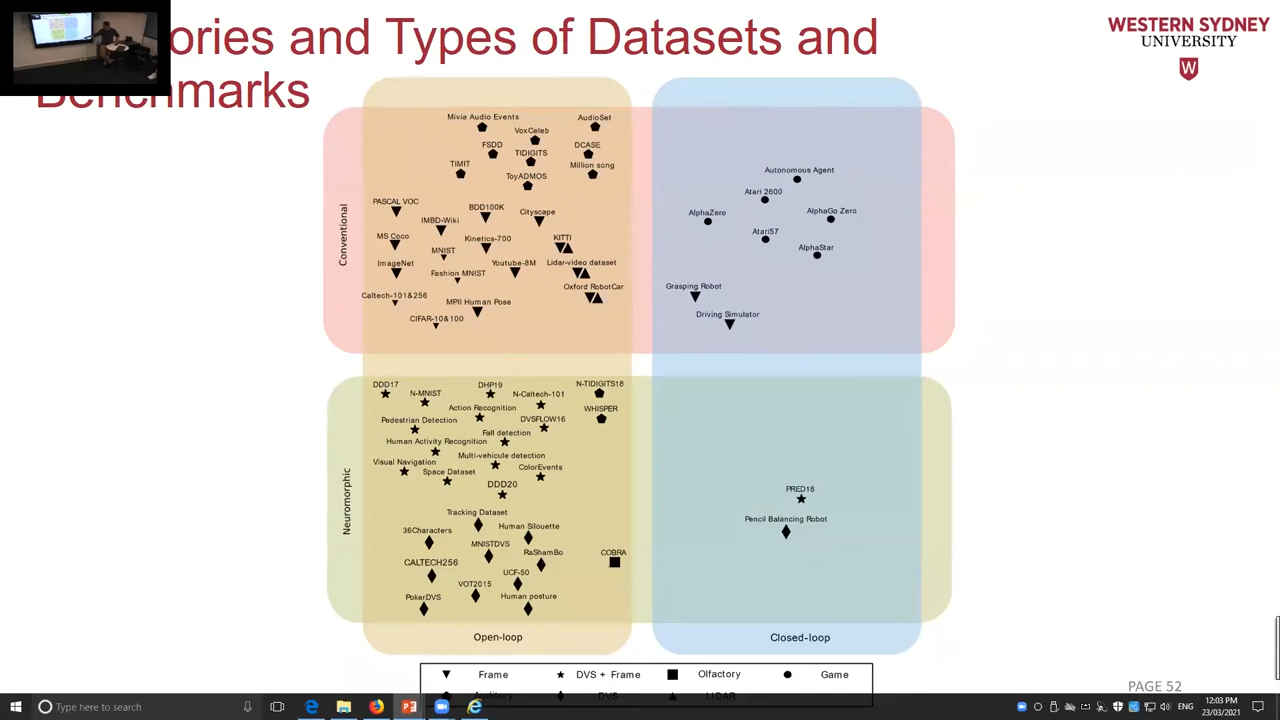 ories and Types of Datasets and
Benchmarks
WESTERN SYDNEY
UNIVERSITY
W
Conventional
Mivia Audio Events
AudioSet
VoxCeleb
FSDD
DCASE
TIDIGITS
TIMIT
Million song
ToyADMOS
PASCAL VOC
BDD100K
Cityscape
IMBD-Wiki
MS Coco
Kinetics-700
KITTI
MNIST
ImageNet
Youtube-8M
Lidar-video dataset
Fashion MNIST
Oxford RobotCar
Caltech-101&256
MPII Human Pose
CIFAR-10&100
Autonomous Agent
Atari 2600
AlphaZero
AlphaGo Zero
Atari57
AlphaStar
Grasping Robot
Driving Simulator
Neuromorphic
DDD17
N-MNIST
DHP19
N-Caltech-101
N-TIDIGITS18
Action Recognition
WHISPER
Pedestrian Detection
DVSFLOW16
Fall detection
Human Activity Recognition
Multi-vehicule detection
Visual Navigation
Space Dataset
ColorEvents
DDD20
Tracking Dataset
36Characters
Human Silouette
MNISTDVS
RaShamBo
COBRA
CALTECH256
UCF-50
VOT2015
PokerDVS
Human posture
PRED18
Pencil Balancing Robot
Open-loop
Closed-loop
Frame
DVS + Frame
Olfactory
Game
DVS
LIDAR
PAGE 52
Type here to search
ENG
12:03 PM
23/03/2021